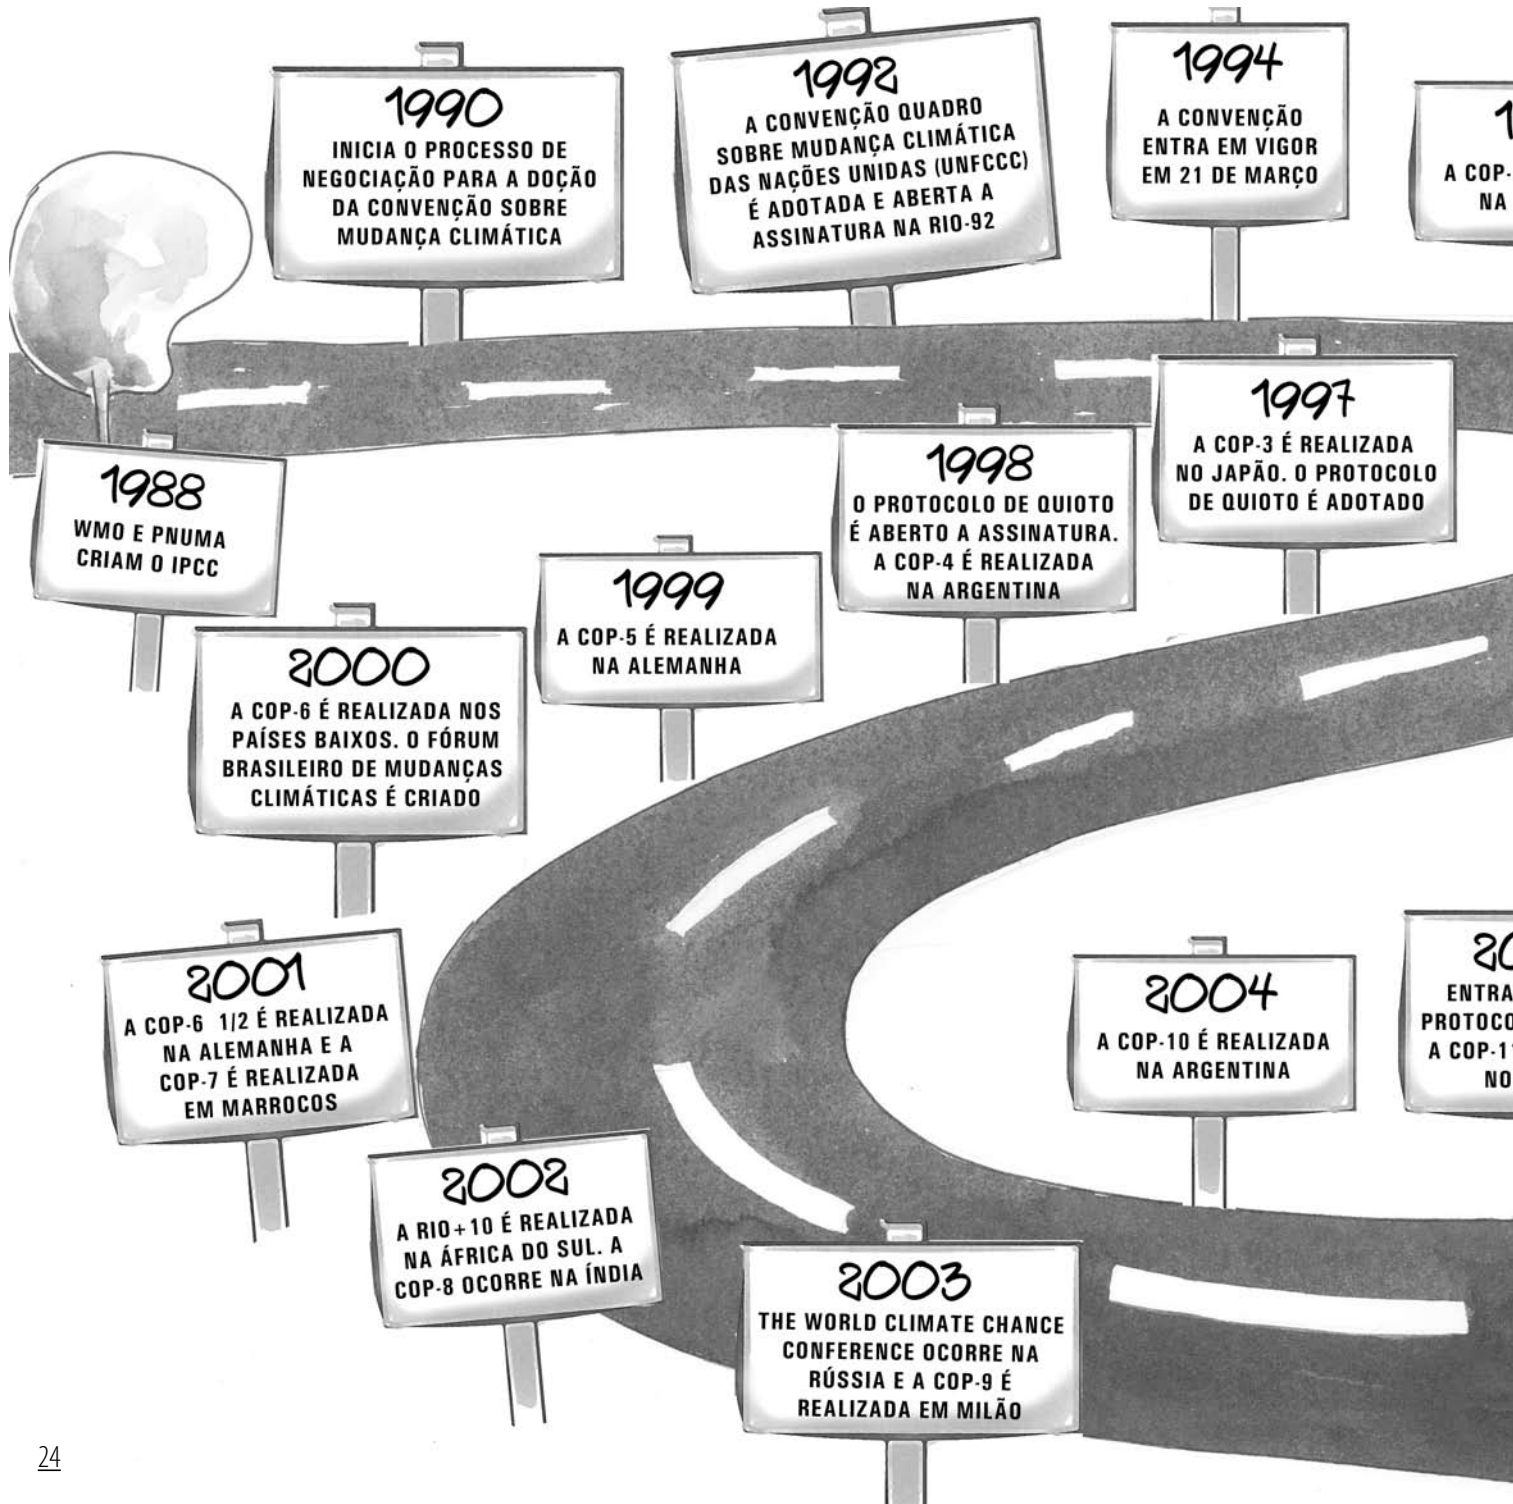 1990
INICIA O PROCESSO DE
NEGOCIAÇÃO PARA A DOÇÃO
DA CONVENÇÃO SOBRE
MUDANÇA CLIMÁTICA
1992
A CONVENÇÃO QUADRO
SOBRE MUDANÇA CLIMÁTICA
DAS NAÇÕES UNIDAS (UNFCCC)
É ADOTADA E ABERTA A
ASSINATURA NA RIO-92
1994
A CONVENÇÃO
ENTRA EM VIGOR
EM 21 DE MARÇO
A COP-
NA
1988
WMO E PNUMA
CRIAM O IPCC
1997
A COP-3 É REALIZADA
NO JAPÃO. O PROTOCOLO
DE QUIOTO É ADOTADO
1998
O PROTOCOLO DE QUIOTO
É ABERTO A ASSINATURA.
A COP-4 É REALIZADA
NA ARGENTINA
1999
A COP-5 É REALIZADA
NA ALEMANHA
2000
A COP-6 É REALIZADA NOS
PAÍSES BAIXOS. O FÓRUM
BRASILEIRO DE MUDANÇAS
CLIMÁTICAS É CRIADO
2001
A COP-6 1/2 É REALIZADA
NA ALEMANHA E A
COP-7 É REALIZADA
EM MARROCOS
2002
A RIO+10 É REALIZADA
NA ÁFRICA DO SUL. A
COP-8 OCORRE NA ÍNDIA
2003
THE WORLD CLIMATE CHANCE
CONFERENCE OCORRE NA
RÚSSIA E A COP-9 É
REALIZADA EM MILÃO
2004
A COP-10 É REALIZADA
NA ARGENTINA
20
ENTRA
PROTOCO
A COP-11
NO
24